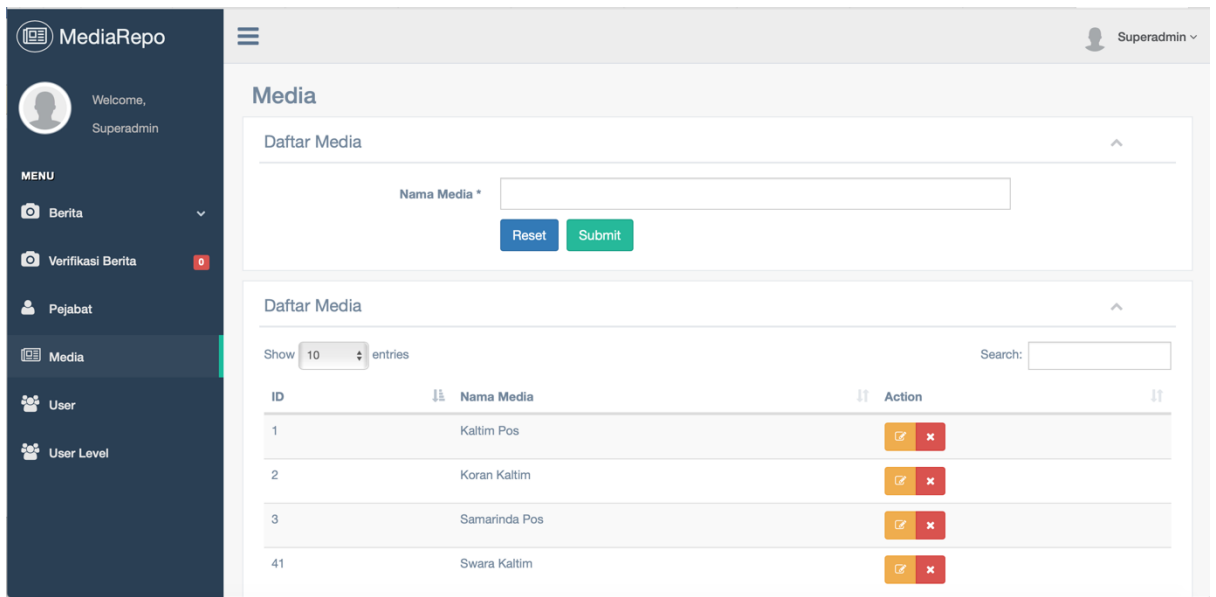 MediaRepo
Superadmin
Welcome,
Superadmin
MENU
Berita
Verifikasi Berita 0
Pejabat
Media
User
User Level
Media
Daftar Media
Nama Media *
Reset Submit
Daftar Media
Show 10 entries Search:
ID Nama Media Action
1 Kaltim Pos
2 Koran Kaltim
3 Samarinda Pos
41 Swara Kaltim